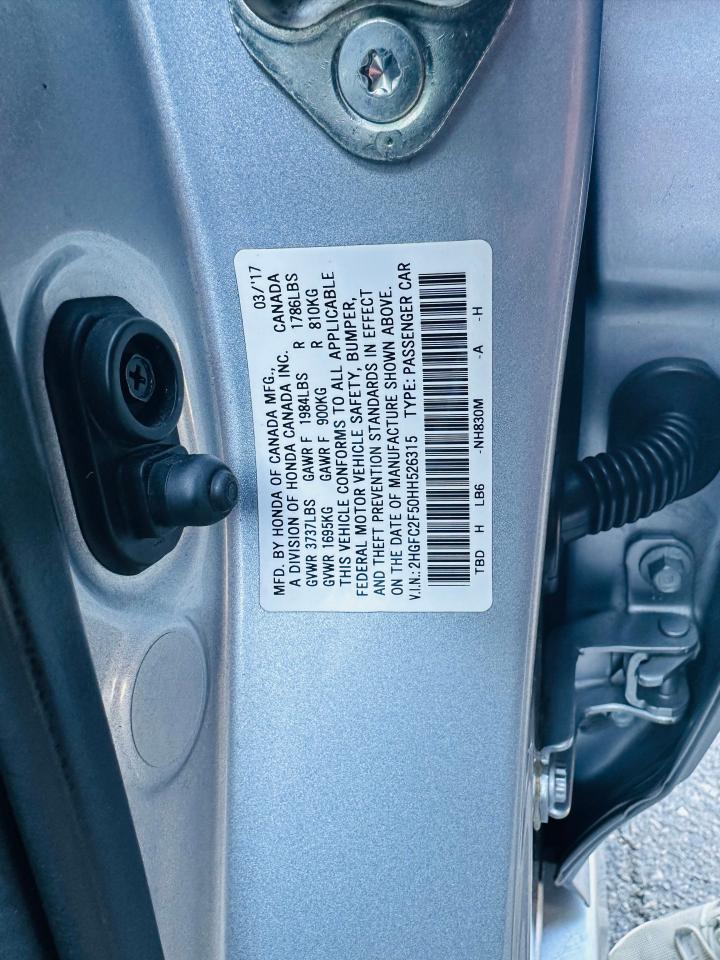 MFD. BY HONDA OF CANADA MFG., 03/'17
A DIVISION OF HONDA CANADA INC. CANADA
GVWR 3737LBS GAWR F 1984LBS R 1786LBS
GVWR 1695KG GAWR F 900KG R 810KG
THIS VEHICLE CONFORMS TO ALL APPLICABLE
FEDERAL MOTOR VEHICLE SAFETY, BUMPER,
AND THEFT PREVENTION STANDARDS IN EFFECT
ON THE DATE OF MANUFACTURE SHOWN ABOVE.
V.I.N.: 2HGFC2F50HH526315 TYPE: PASSENGER CAR
TBD H LB6 -NH830M -A -H